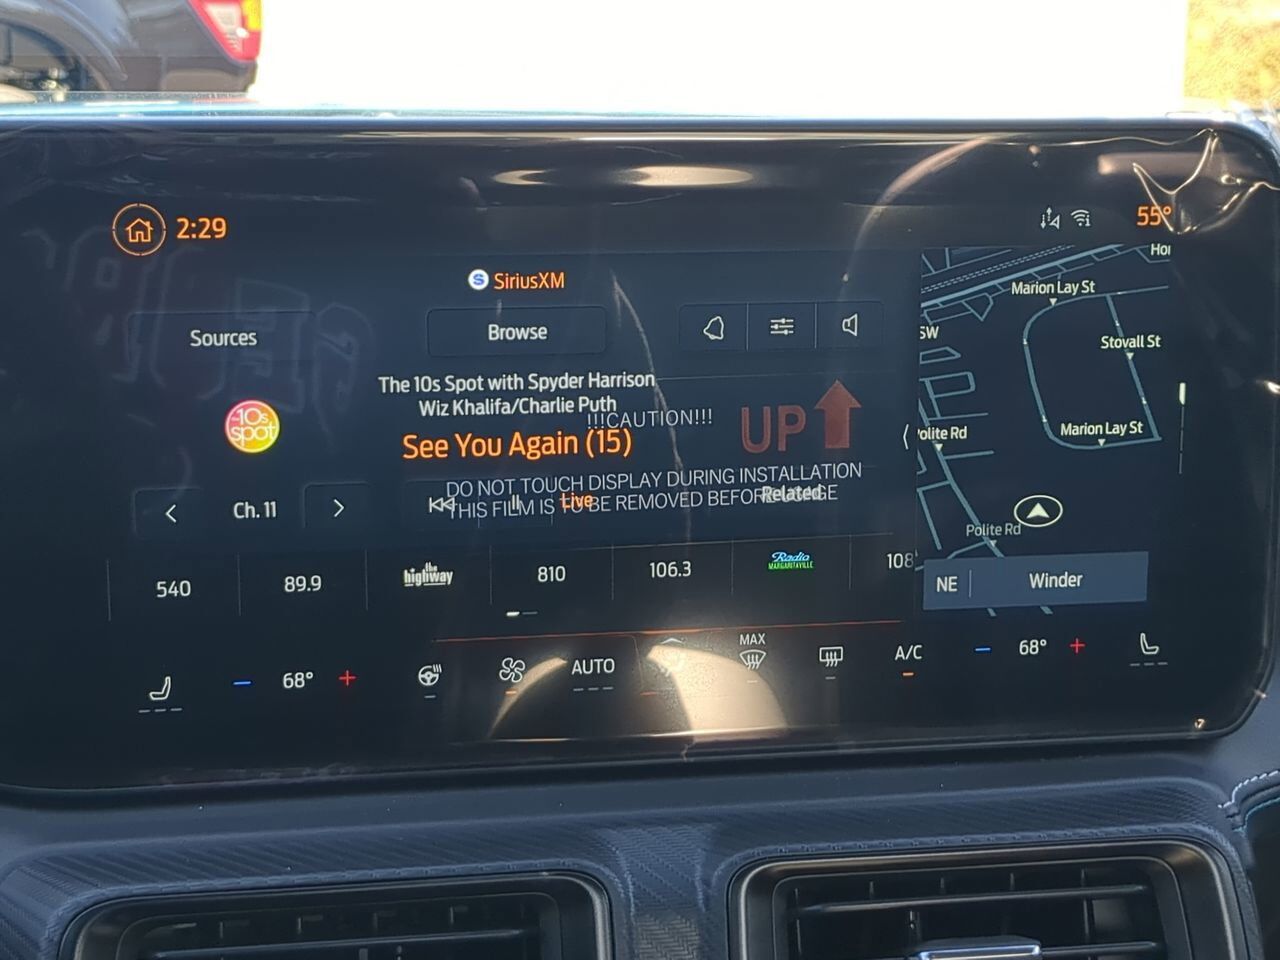 2:29
55°
SiriusXM
Sources
Browse
The 10s Spot with Spyder Harrison
Wiz Khalifa/Charlie Puth
See You Again (15)
10s
spot
!!!CAUTION!!!
UP
DO NOT TOUCH DISPLAY DURING INSTALLATION
THIS FILM IS TO BE REMOVED BEFORE USAGE
Ch. 11
Live
Related
540
89.9
the
highway
810
106.3
Radio
MARGARITAVILLE
108
Hor
Marion Lay St
SW
Stovall St
Polite Rd
Marion Lay St
Polite Rd
NE
Winder
68°
AUTO
MAX
A/C
68°